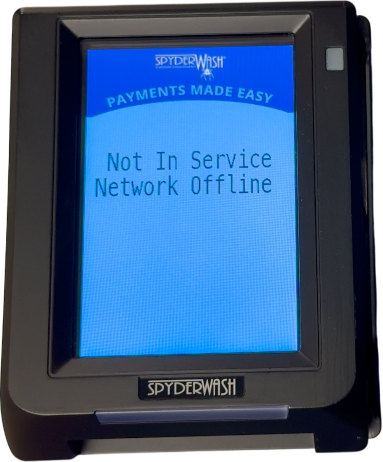 SPYDERWASH
PAYMENTS MADE EASY
Not In Service
Network Offline
SPYDERWASH